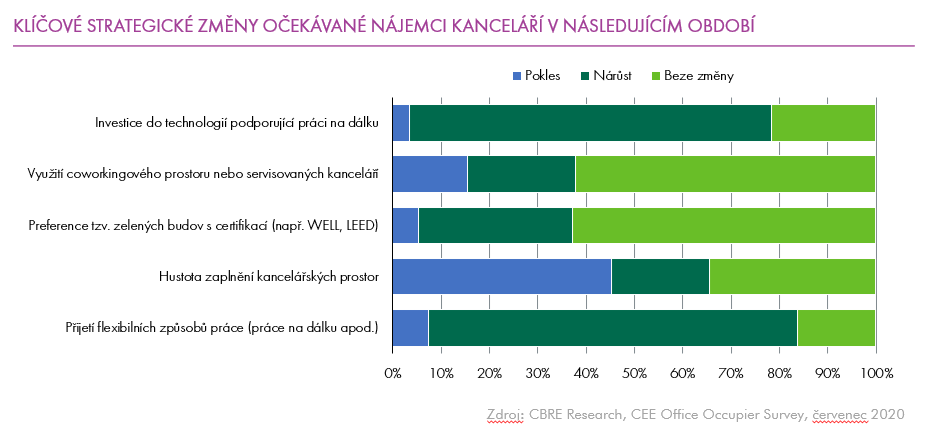 KLÍČOVÉ STRATEGICKÉ ZMĚNY OČEKÁVANÉ NÁJEMCI KANCELÁŘÍ V NÁSLEDUJÍCÍM OBDOBÍ
Pokles Nárůst Beze změny
Investice do technologií podporující práci na dálku
Využití coworkingového prostoru nebo servisovaných kanceláří
Preference tzv. zelených budov s certifikací (např. WELL, LEED)
Hustota zaplnění kancelářských prostor
Přijetí flexibilních způsobů práce (práce na dálku apod.)
0% 10% 20% 30% 40% 50% 60% 70% 80% 90% 100%
Zdroj: CBRE Research, CEE Office Occupier Survey, červenec 2020